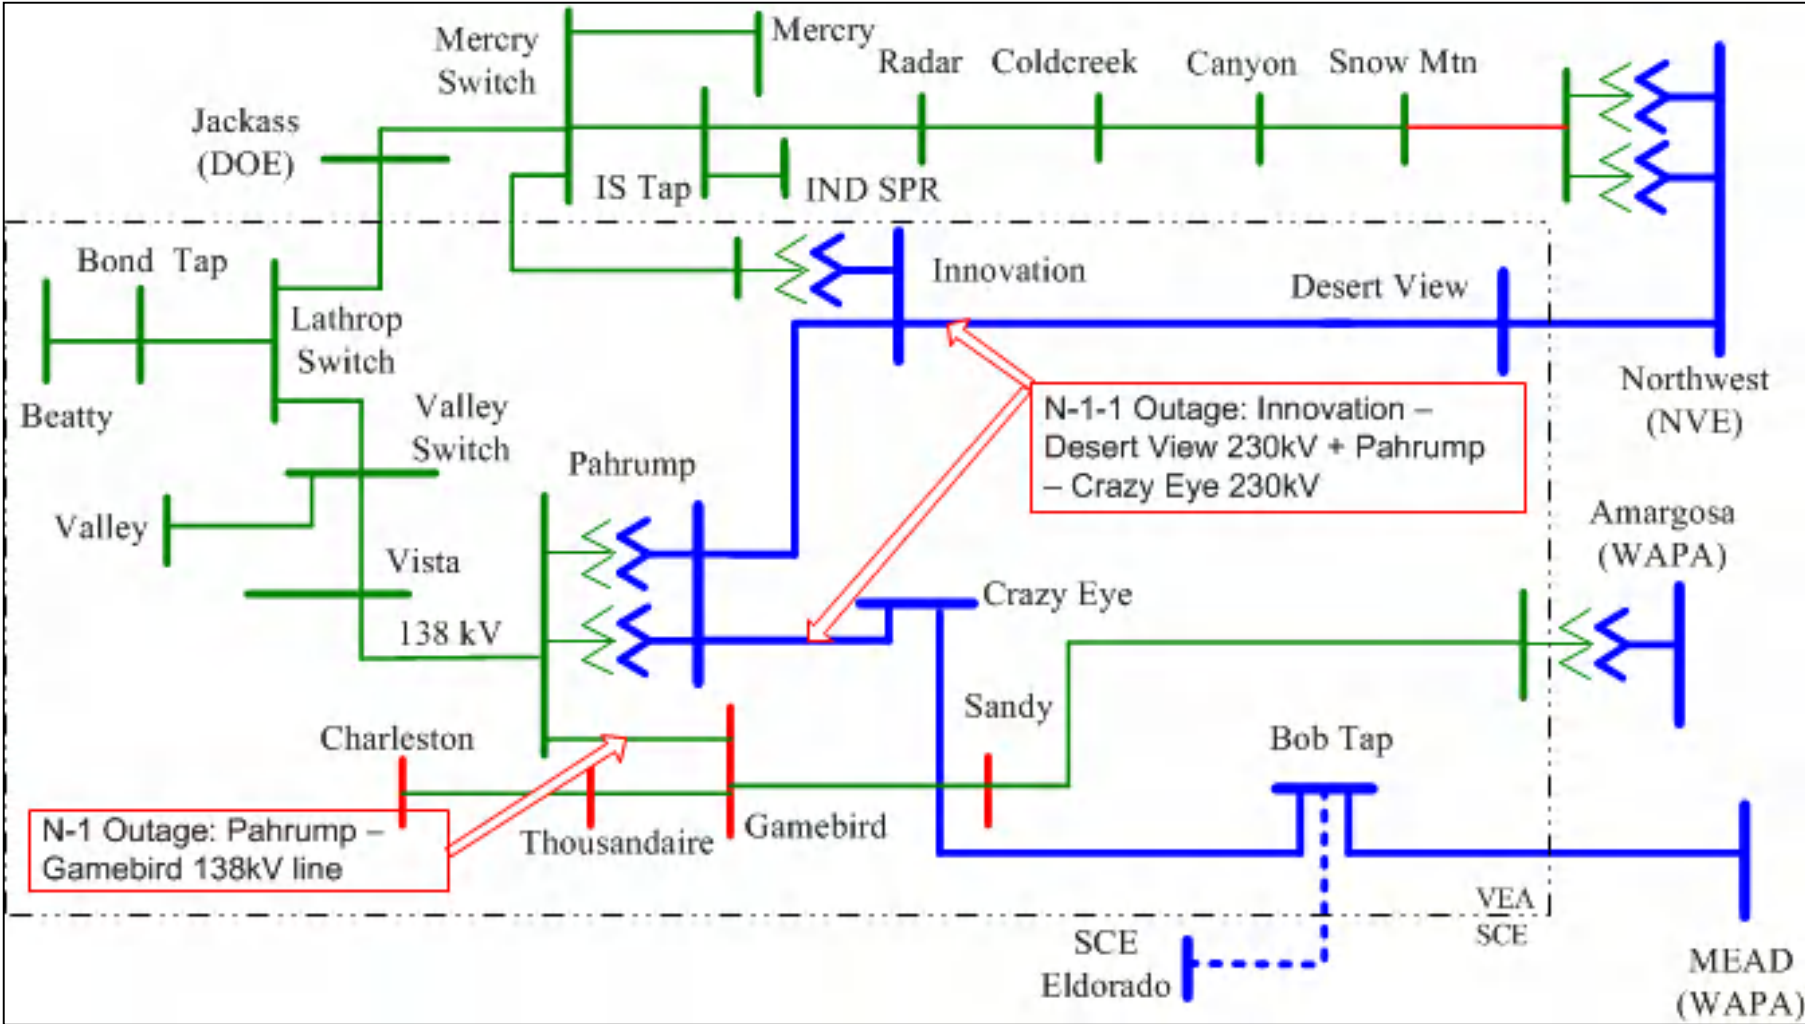 Mercry
Switch
Mercry
Radar
Coldcreek
Canyon
Snow Mtn
Jackass
(DOE)
IS Tap
IND SPR
Bond Tap
Innovation
Desert View
Lathrop
Switch
Beatty
Valley
Switch
Northwest
(NVE)
N-1-1 Outage: Innovation –
Desert View 230kV + Pahrump
– Crazy Eye 230kV
Pahrump
Valley
Amargosa
(WAPA)
Vista
Crazy Eye
138 kV
Sandy
Charleston
Bob Tap
N-1 Outage: Pahrump –
Gamebird 138kV line
Thousandaire
Gamebird
VEA
SCE
SCE
Eldorado
MEAD
(WAPA)